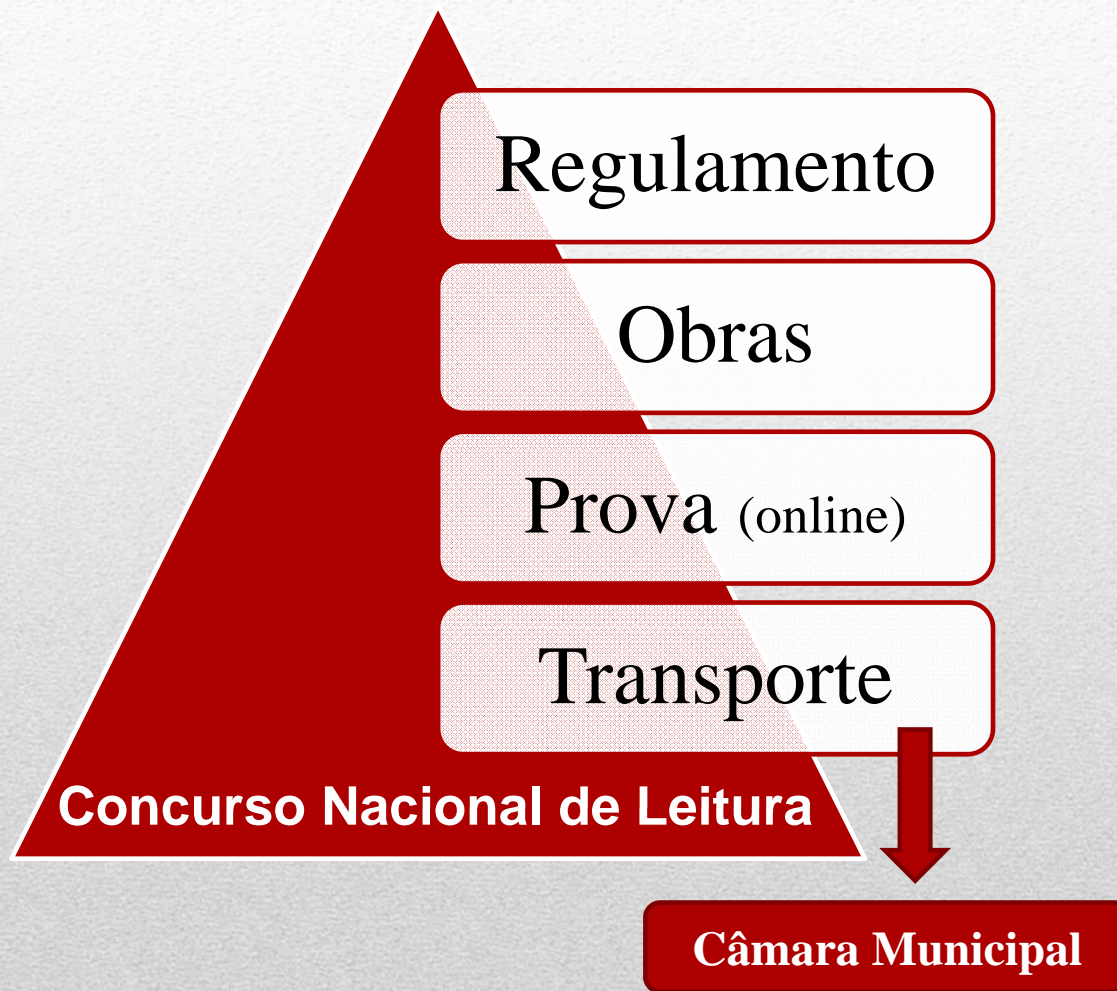 Regulamento
Obras
Prova (online)
Transporte
Concurso Nacional de Leitura
Câmara Municipal